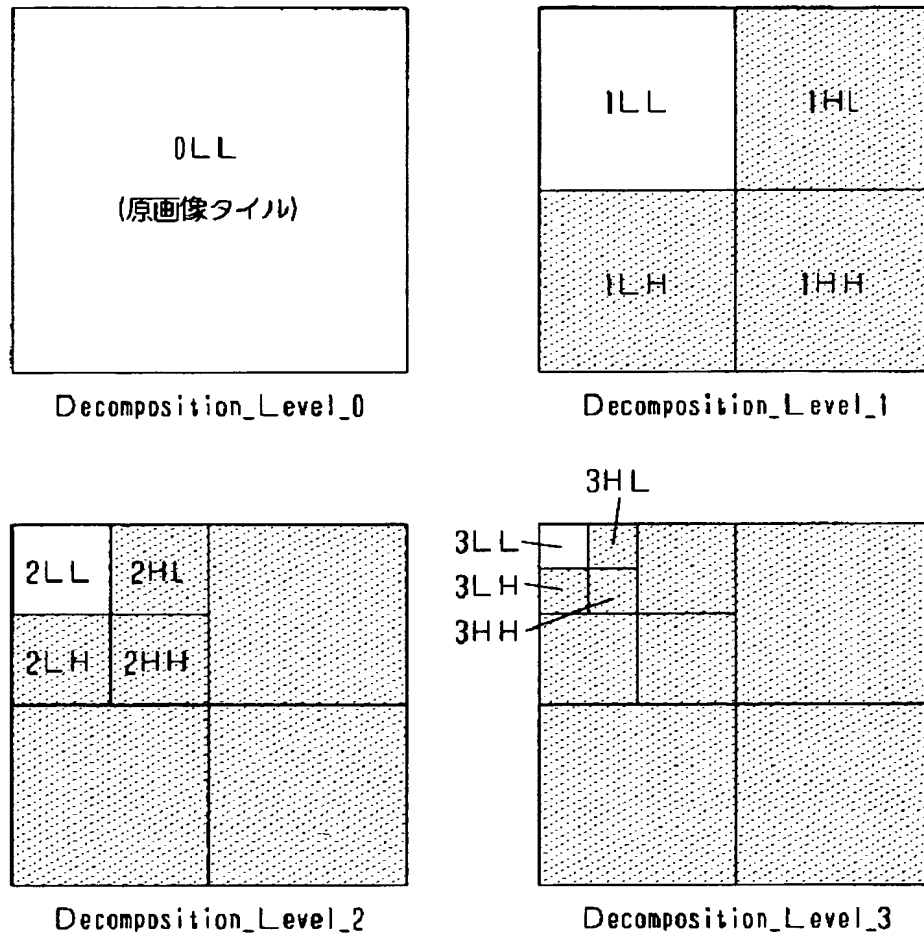 0LL
(原画像タイル)
Decomposition_Level_0
1LL
1HL
1LH
1HH
Decomposition_Level_1
2LL
2HL
2LH
2HH
Decomposition_Level_2
3HL
3LL
3LH
3HH
Decomposition_Level_3